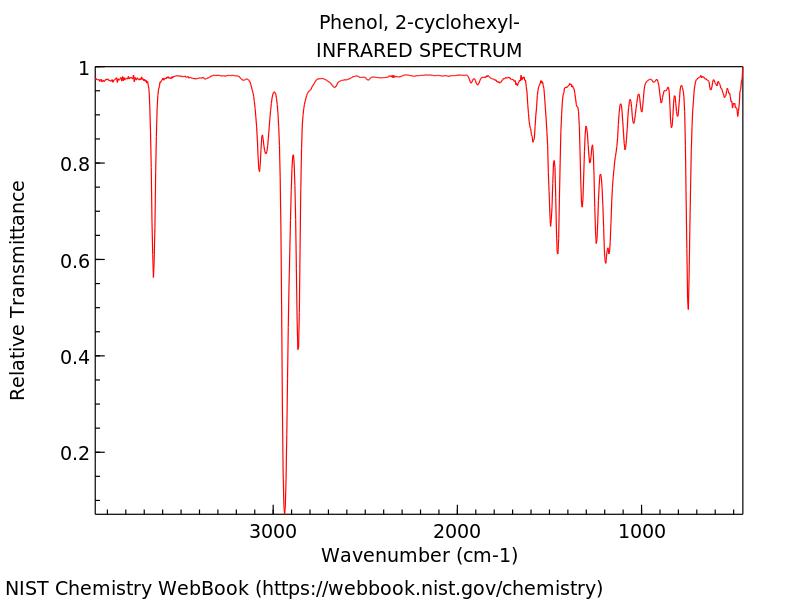 Phenol, 2-cyclohexyl-
INFRARED SPECTRUM
1
0.8
0.6
0.4
0.2
Relative Transmittance
3000 2000 1000
Wavenumber (cm-1)
NIST Chemistry WebBook (https://webbook.nist.gov/chemistry)